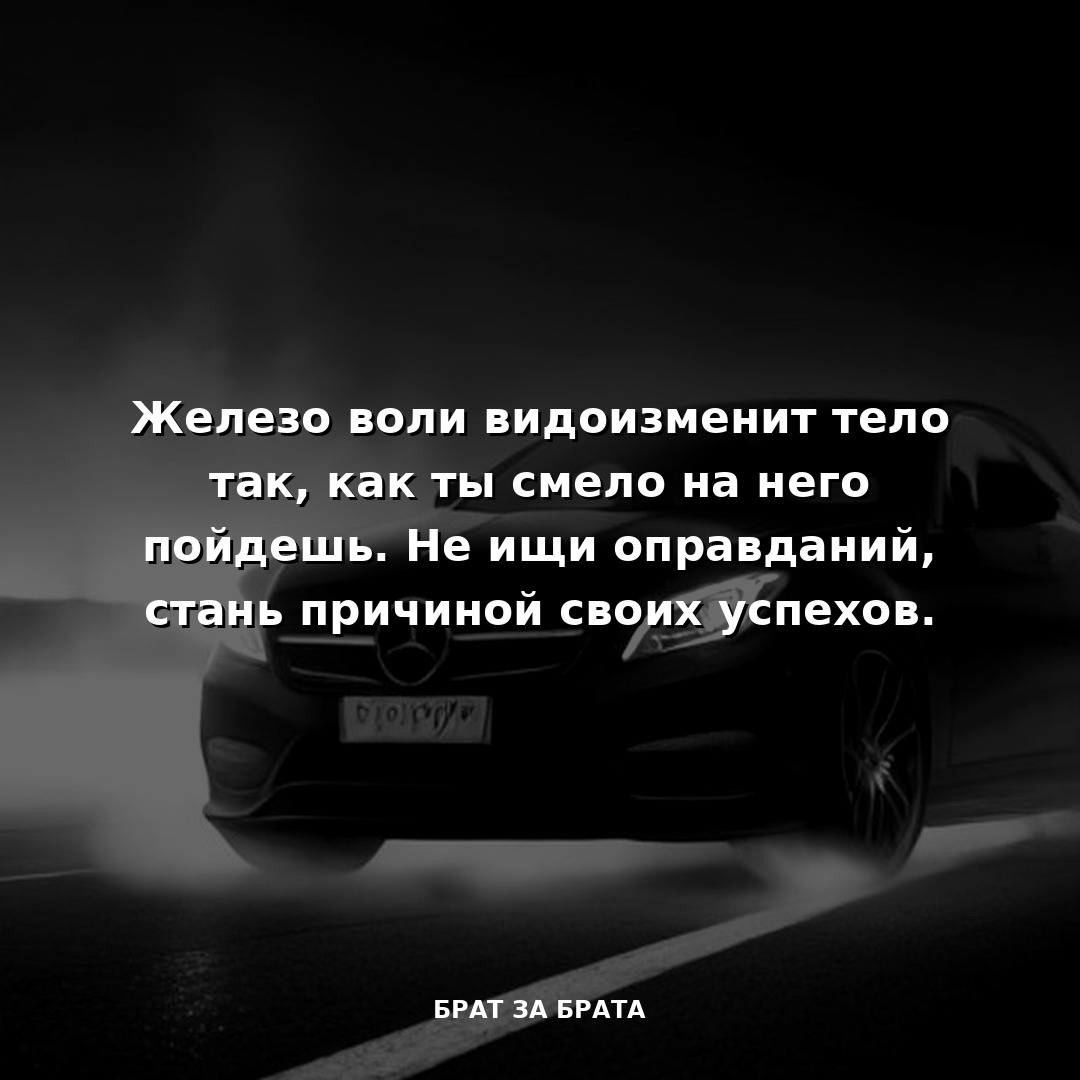 Железо воли видоизменит тело
так, как ты смело на него
пойдешь. Не ищи оправданий,
стань причиной своих успехов.
БРАТ ЗА БРАТА